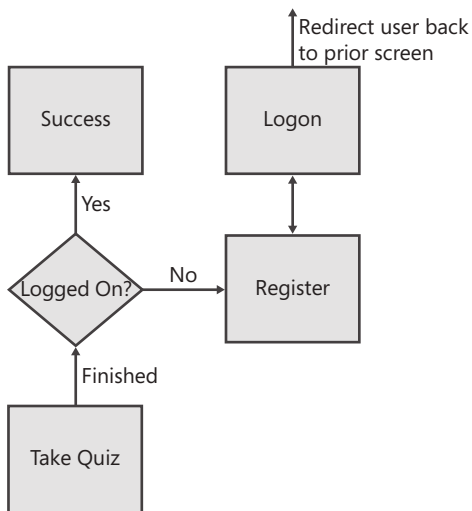 Redirect user back
to prior screen
Success
Logon
Yes
Logged On?
No
Register
Finished
Take Quiz